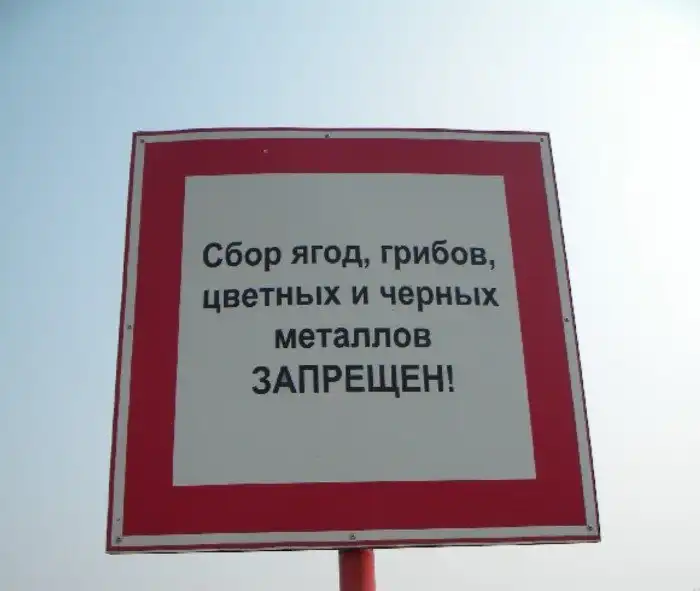 Сбор ягод, грибов,
цветных и черных
металлов
ЗАПРЕЩЕН!